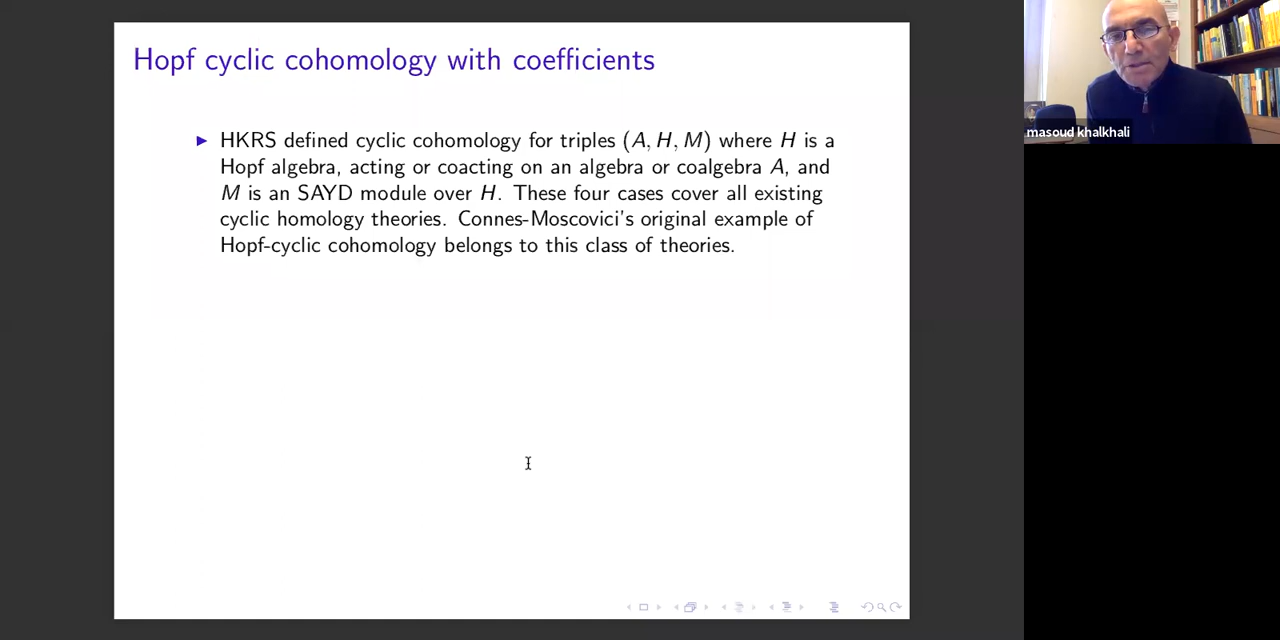 Hopf cyclic cohomology with coefficients
► HKRS defined cyclic cohomology for triples (A, H, M) where H is a
Hopf algebra, acting or coacting on an algebra or coalgebra A, and
M is an SAYD module over H. These four cases cover all existing
cyclic homology theories. Connes-Moscovici's original example of
Hopf-cyclic cohomology belongs to this class of theories.
masoud khalkhali